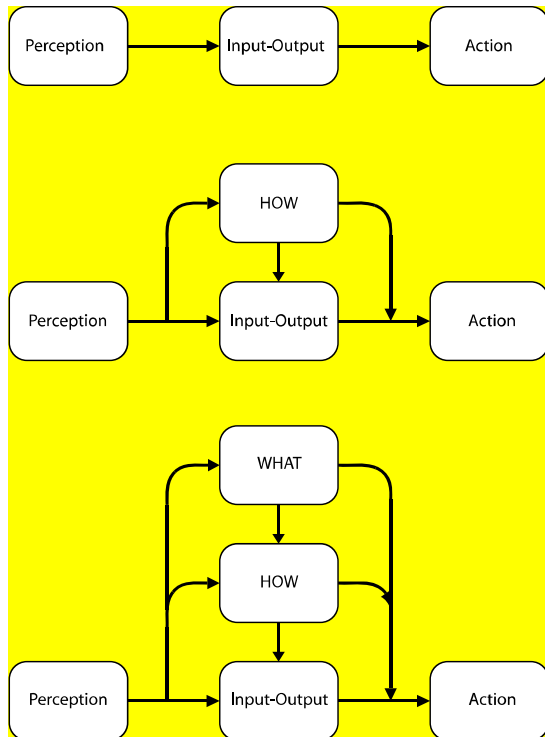 Perception
Input-Output
Action
HOW
Perception
Input-Output
Action
WHAT
HOW
Perception
Input-Output
Action